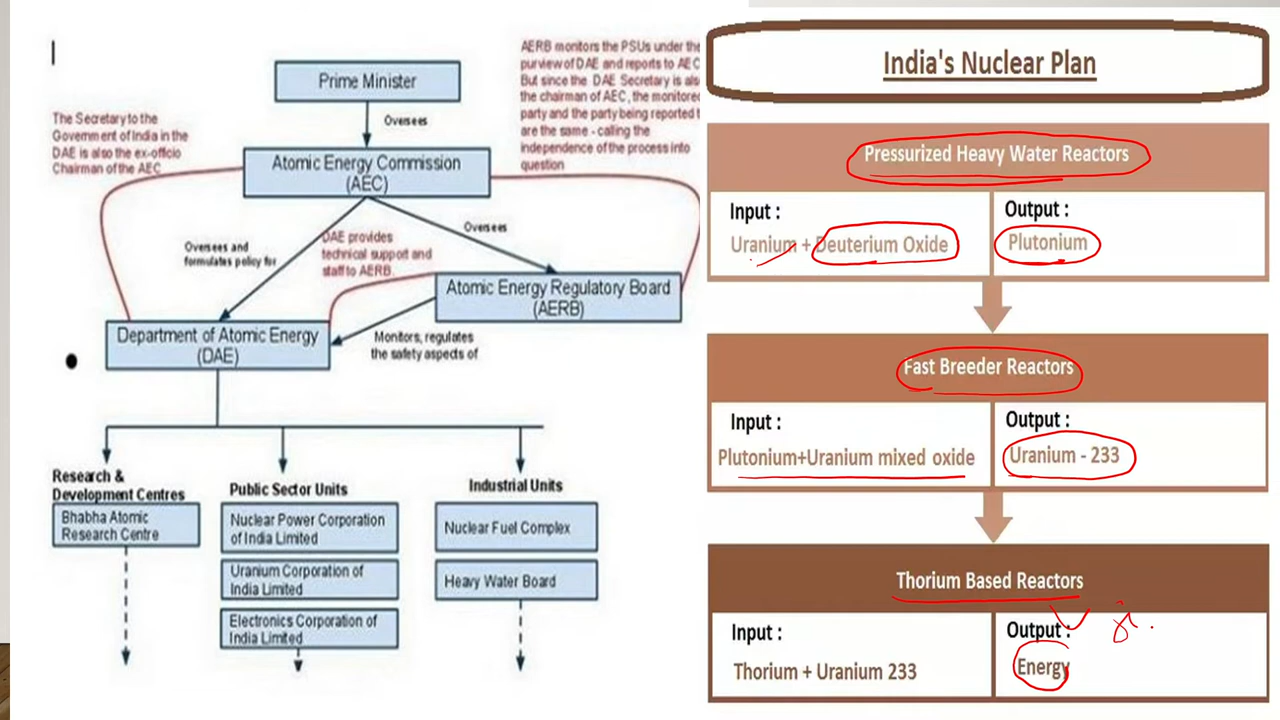 The Secretary to the
Government of India in the
DAE is also the ex-officio
Chairman of the AEC
Prime Minister
Oversees
AERB monitors the PSUs under the
purview of DAE and reports to AEC
But since the DAE Secretary is als
the chairman of AEC, the monitored
party and the party being reported t
are the same - calling the
independence of the process into
question
Atomic Energy Commission
(AEC)
Oversees and
formulates policy for
DAE provides
technical support and
staff to AERB.
Oversees
Atomic Energy Regulatory Board
(AERB)
Department of Atomic Energy
(DAE)
Monitors, regulates
the safety aspects of
Research &
Development Centres
Bhabha Atomic
Research Centre
Public Sector Units
Nuclear Power Corporation
of India Limited
Uranium Corporation of
India Limited
Electronics Corporation of
India Limited
Industrial Units
Nuclear Fuel Complex
Heavy Water Board
India's Nuclear Plan
Pressurized Heavy Water Reactors
Input :
Uranium + Deuterium Oxide
Output :
Plutonium
Fast Breeder Reactors
Input :
Plutonium+Uranium mixed oxide
Output :
Uranium - 233
Thorium Based Reactors
Input :
Thorium + Uranium 233
Output :
Energy